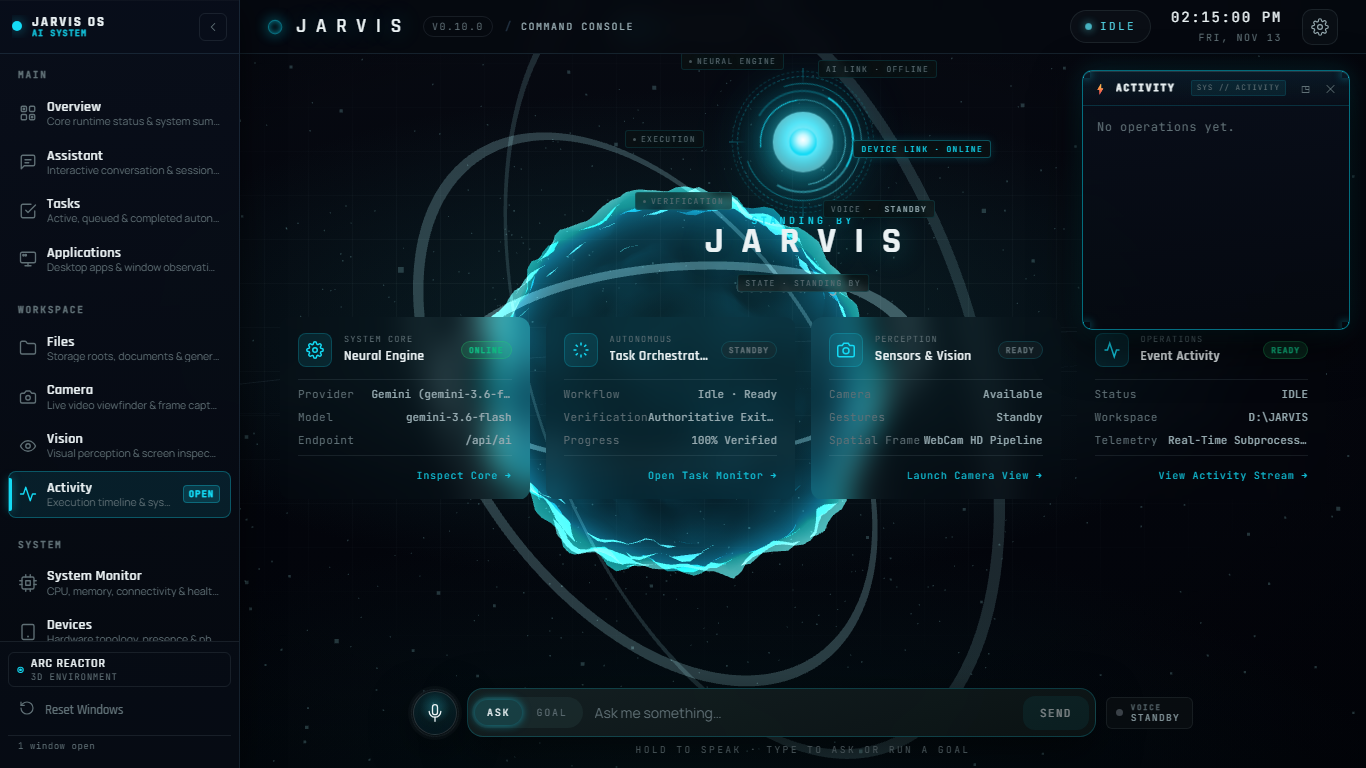 JARVIS OS
AI SYSTEM
MAIN
Overview
Core runtime status & system sum...
Assistant
Interactive conversation & session...
Tasks
Active, queued & completed auton...
Applications
Desktop apps & window observati...
WORKSPACE
Files
Storage roots, documents & gener...
Camera
Live video viewfinder & frame capt...
Vision
Visual perception & screen inspec...
Activity
Execution timeline & sys...
OPEN
SYSTEM
System Monitor
CPU, memory, connectivity & healt...
Devices
Hardware topology, presence & ph...
ARC REACTOR
3D ENVIRONMENT
Reset Windows
1 window open
JARVIS
V0.10.0
/ COMMAND CONSOLE
IDLE
02:15:00 PM
FRI, NOV 13
NEURAL ENGINE
AI LINK · OFFLINE
EXECUTION
DEVICE LINK · ONLINE
VERIFICATION
VOICE · STANDBY
STANDING BY
JARVIS
STATE · STANDING BY
ACTIVITY
SYS // ACTIVITY
No operations yet.
SYSTEM CORE
Neural Engine
ONLINE
Provider Gemini (gemini-3.6-f…
Model gemini-3.6-flash
Endpoint /api/ai
Inspect Core →
AUTONOMOUS
Task Orchestrat…
STANDBY
Workflow Idle · Ready
Verification Authoritative Exit…
Progress 100% Verified
Open Task Monitor →
PERCEPTION
Sensors & Vision
READY
Camera Available
Gestures Standby
Spatial Frame WebCam HD Pipeline
Launch Camera View →
OPERATIONS
Event Activity
READY
Status IDLE
Workspace D:\JARVIS
Telemetry Real-Time Subprocess…
View Activity Stream →
ASK
GOAL
Ask me something...
SEND
VOICE
STANDBY
HOLD TO SPEAK · TYPE TO ASK OR RUN A GOAL